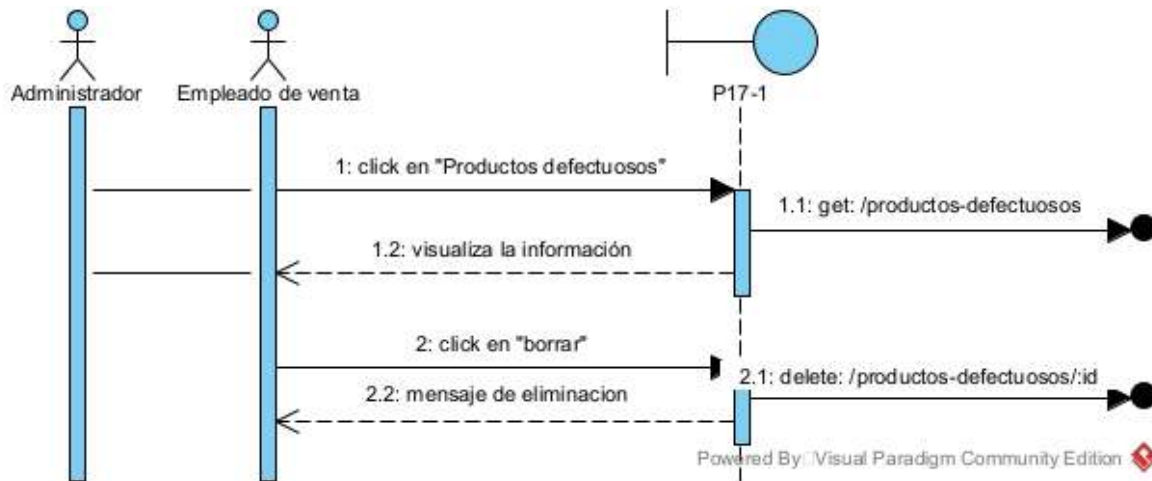 Administrador
Empleado de venta
P17-1
1: click en "Productos defectuosos"
1.1: get: /productos-defectuosos
1.2: visualiza la información
2: click en "borrar"
2.1: delete: /productos-defectuosos/:id
2.2: mensaje de eliminacion
Powered By Visual Paradigm Community Edition